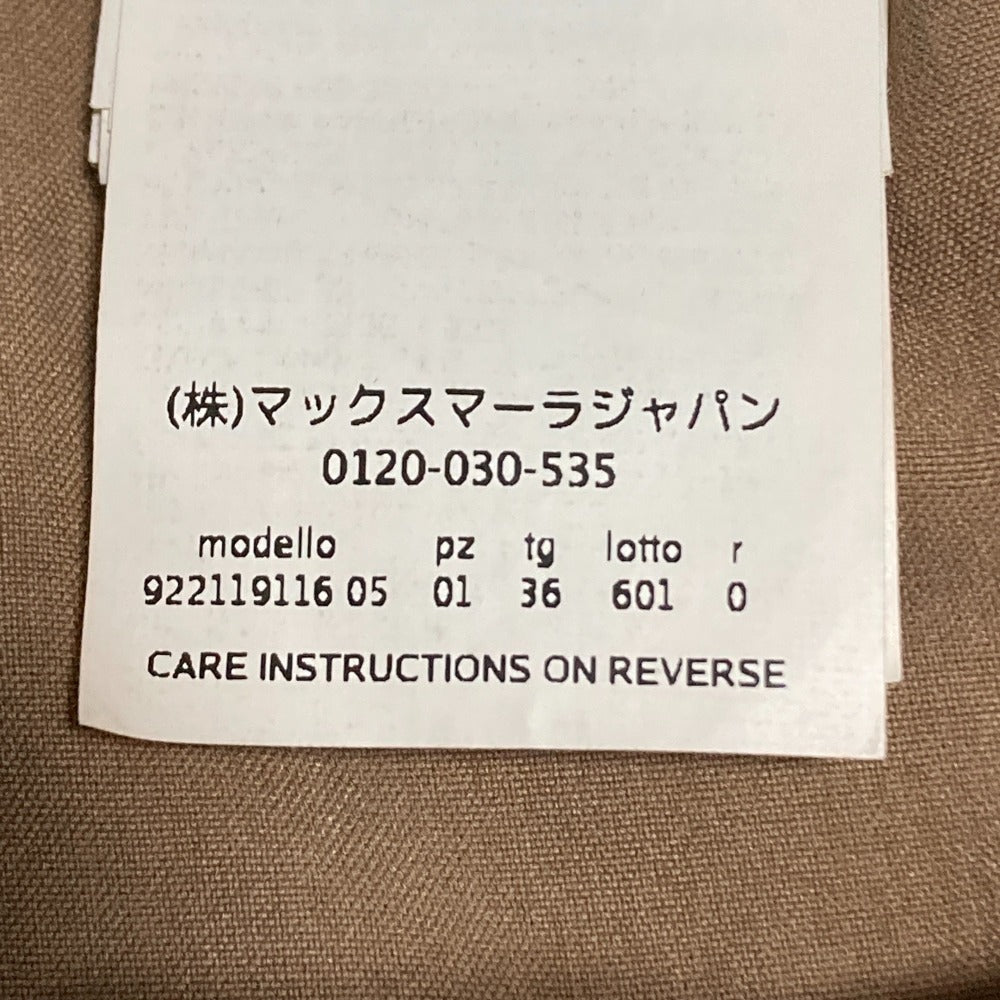 (株)マックスマーラジャパン
0120-030-535
modello pz tg lotto r
922119116 05 01 36 601 0
CARE INSTRUCTIONS ON REVERSE